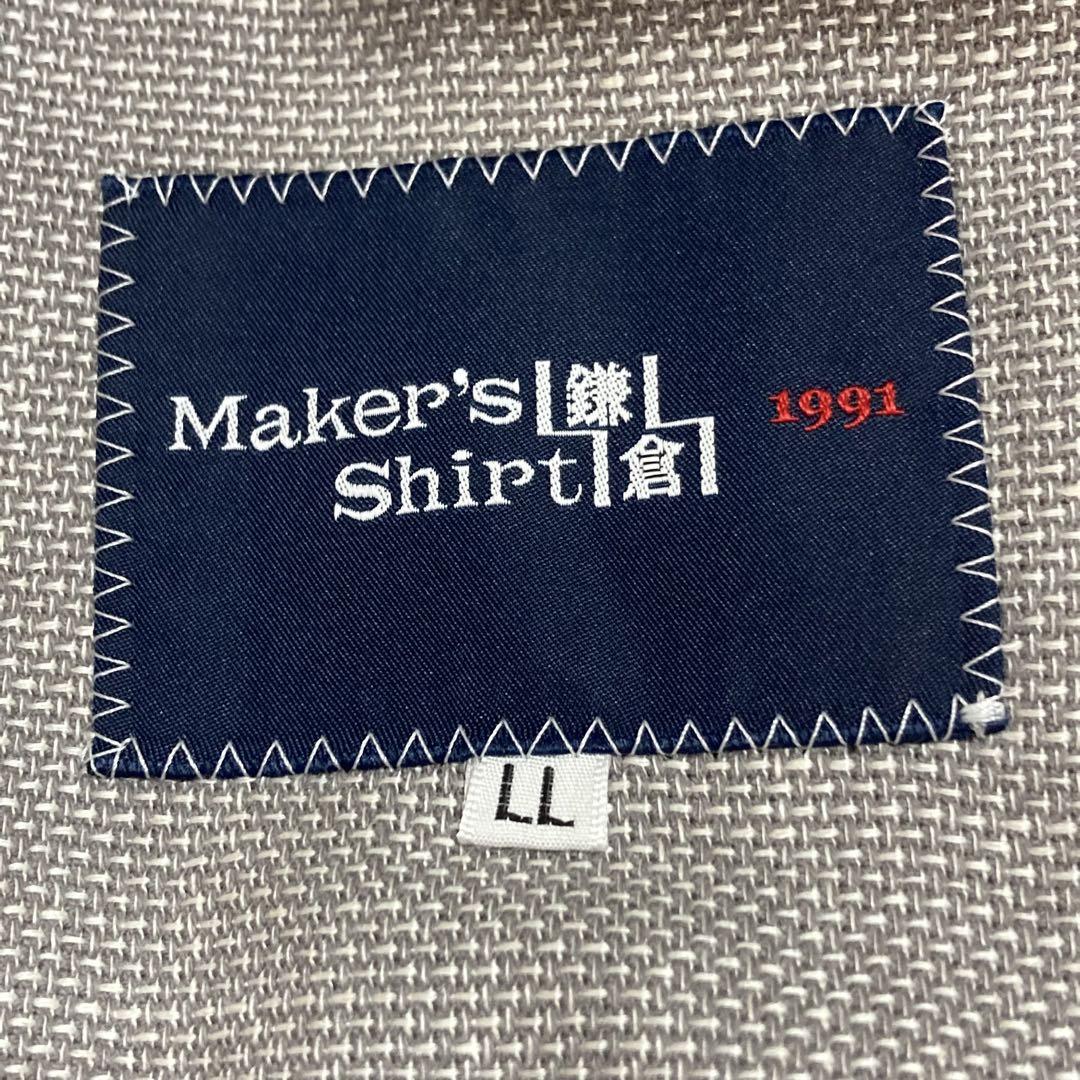 Maker's 鎌
Shirt 倉
1991
LL